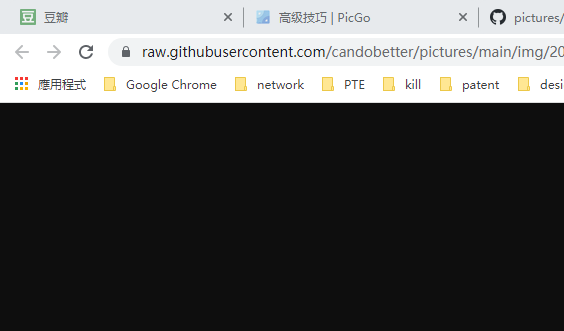 豆 豆瓣 高级技巧 | PicGo pictures/
raw.githubusercontent.com/candobetter/pictures/main/img/20
應用程式 Google Chrome network PTE kill patent desi